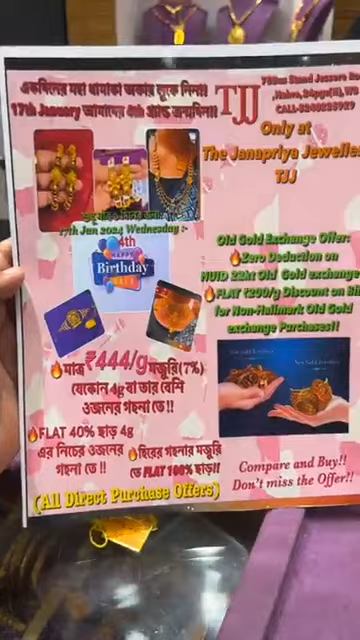 একদিনের মহা ধামাকা অফার লুফে নিন!!
17th January আমাদের 4th
TJJ
Jessore
CALL-
Only at
The Janapriya Jewelle
TJJ
17th Jan 2024 Wednesday :-
4th
HAPPY
Birthday
Old Gold Exchange Offer:
Zero Deduction on
HUID 22kt Old Gold exchange
FLAT ₹200/g Discount on
for Non-Hallmark Old Gold
exchange Purchases!!
মাত্র ₹444/g মজুরি(7%)
যেকোন 4g বা তার বেশি
ওজনের গহনা তে !!
FLAT 40% ছাড় 4g
এর নিচের ওজনের
গহনা তে !!
হিরের গহনার মজুরি
তে FLAT 100% ছাড়!!
(All Direct Purchase Offers)
Compare and Buy!!
Don't miss the Offer!!